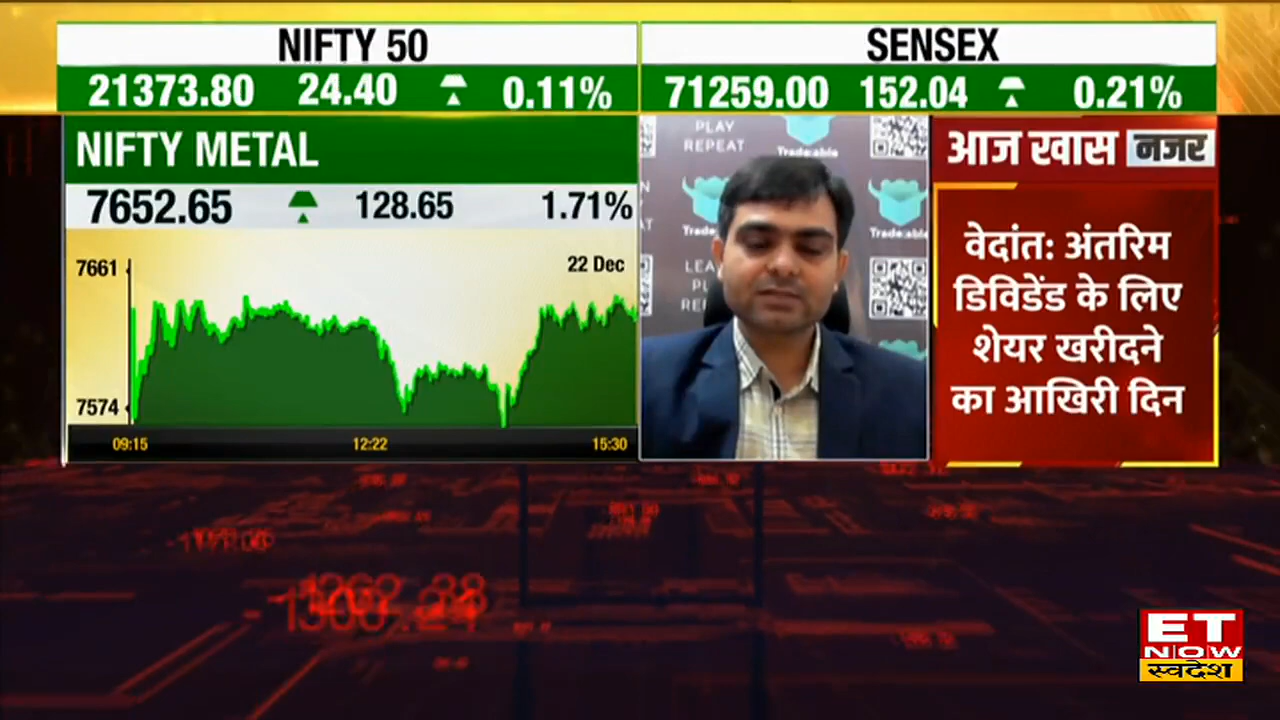 NIFTY 50
21373.80 24.40 0.11%
SENSEX
71259.00 152.04 0.21%
NIFTY METAL
7652.65 128.65 1.71%
7661
22 Dec
7574
09:15 12:22 15:30
PLAY
REPEAT
Trade:able
आज खास नजर
वेदांत: अंतरिम
डिविडेंड के लिए
शेयर खरीदने
का आखिरी दिन
ET
NOW
स्वदेश